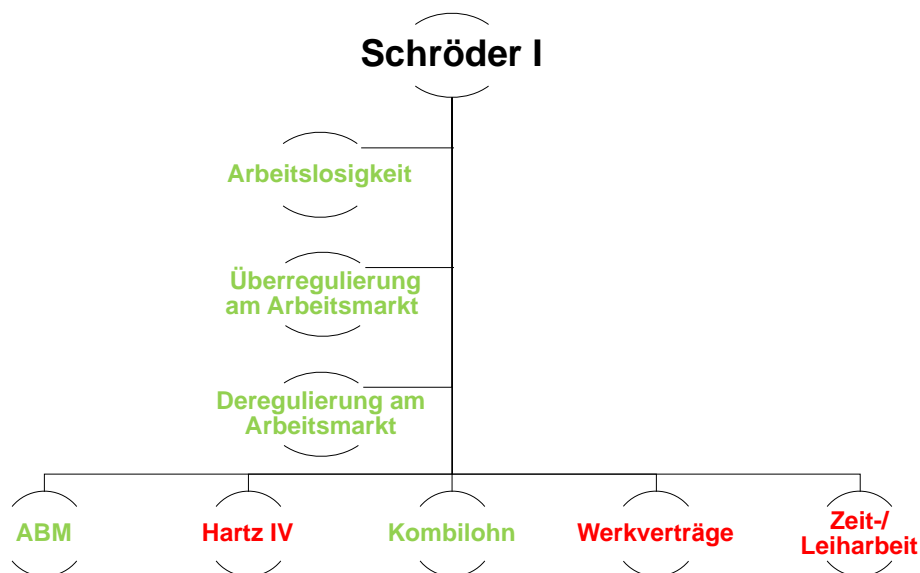 Schröder I
Arbeitslosigkeit
Überregulierung
am Arbeitsmarkt
Deregulierung am
Arbeitsmarkt
ABM
Hartz IV
Kombilohn
Werkverträge
Zeit-/
Leiharbeit